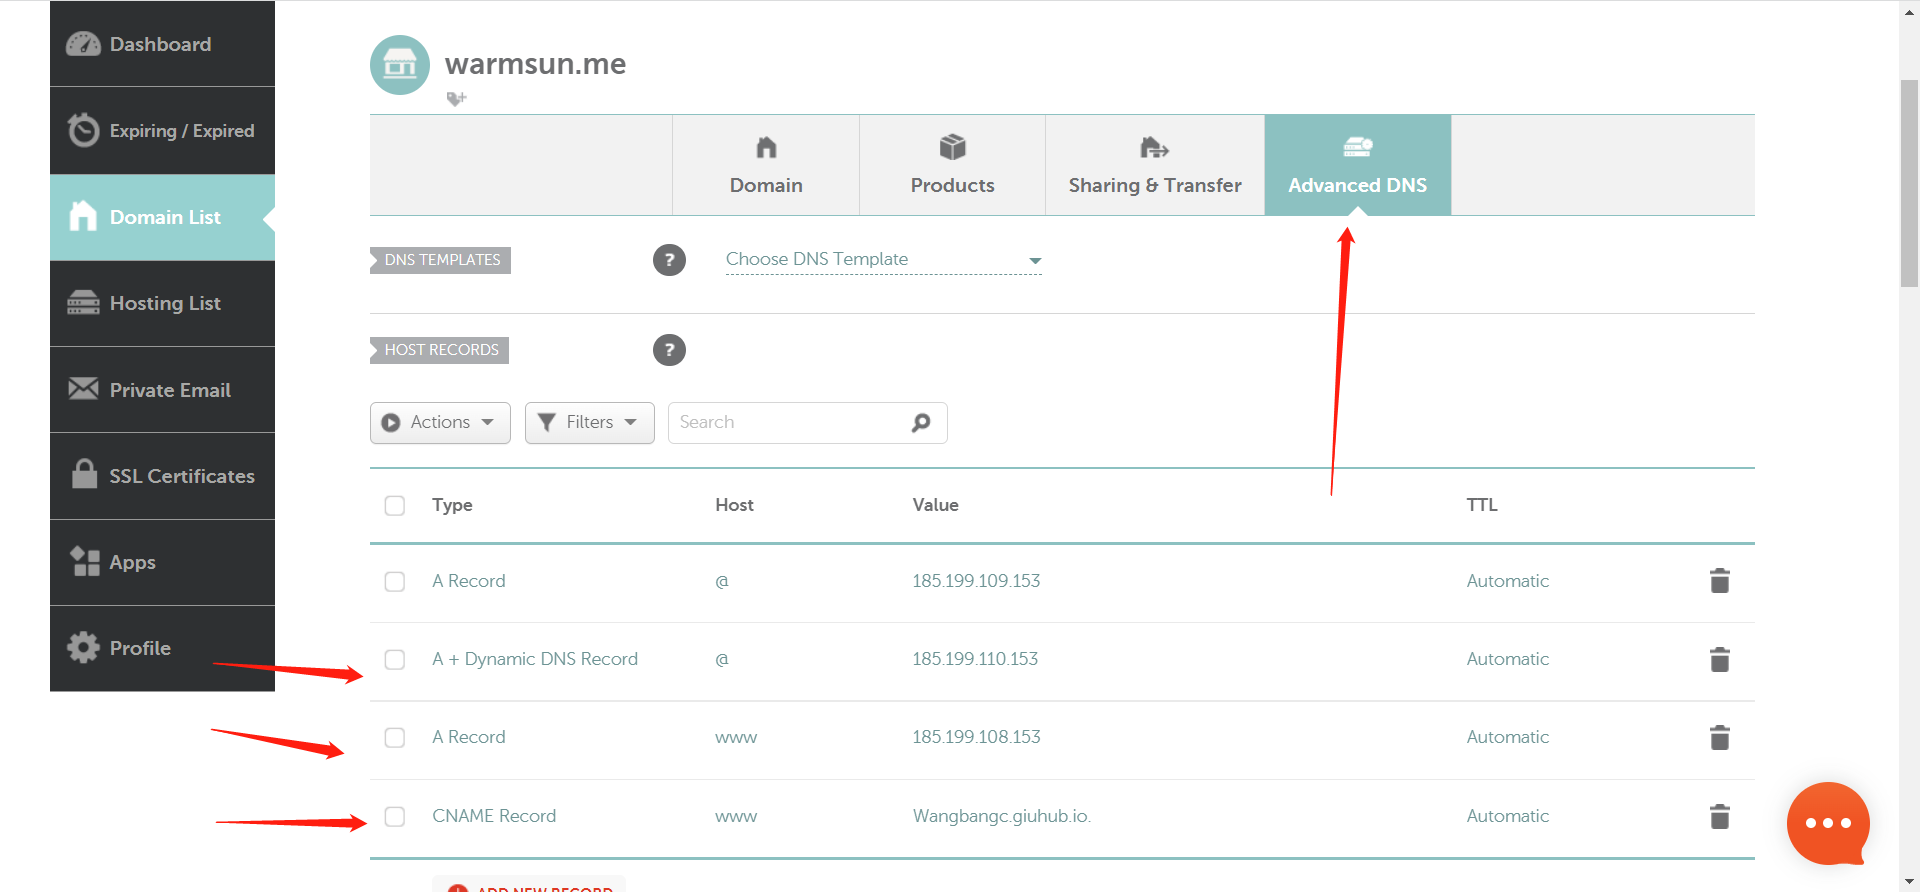 Dashboard
Expiring / Expired
Domain List
Hosting List
Private Email
SSL Certificates
Apps
Profile
warmsun.me
Domain
Products
Sharing & Transfer
Advanced DNS
DNS TEMPLATES
?
Choose DNS Template
HOST RECORDS
?
Actions
Filters
Search
Type Host Value TTL
A Record @ 185.199.109.153 Automatic
A + Dynamic DNS Record @ 185.199.110.153 Automatic
A Record www 185.199.108.153 Automatic
CNAME Record www Wangbangc.giuhub.io. Automatic
ADD NEW RECORD